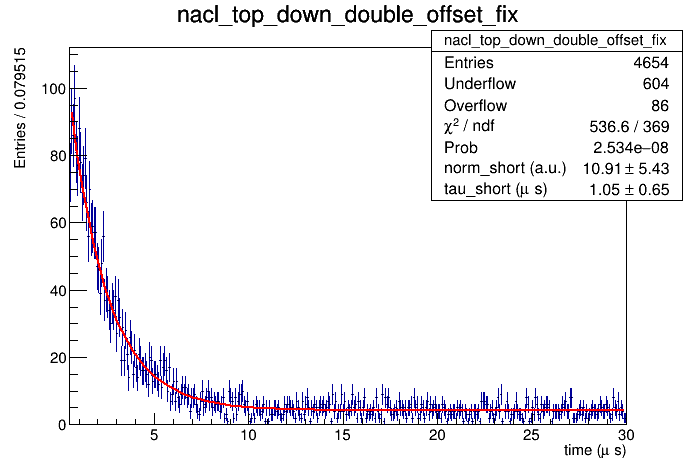 nacl_top_down_double_offset_fix
nacl_top_down_double_offset_fix
Entries 4654
Underflow 604
Overflow 86
χ² / ndf 536.6 / 369
Prob 2.534e−08
norm_short (a.u.) 10.91 ± 5.43
tau_short (μ s) 1.05 ± 0.65
Entries / 0.079515
100
80
60
40
20
0
5 10 15 20 25 30
time (μ s)